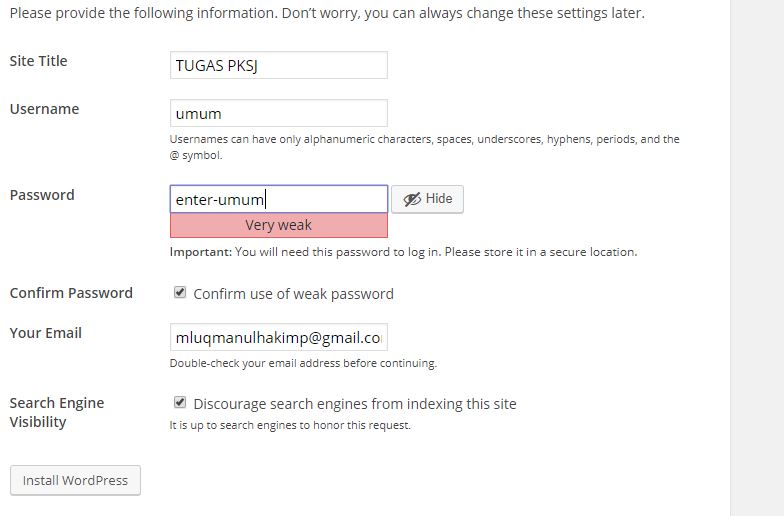 Please provide the following information. Don’t worry, you can always change these settings later.
Site Title
TUGAS PKSJ
Username
umum
Usernames can have only alphanumeric characters, spaces, underscores, hyphens, periods, and the
@ symbol.
Password
enter-umum
Hide
Very weak
Important: You will need this password to log in. Please store it in a secure location.
Confirm Password
Confirm use of weak password
Your Email
mluqmanulhakimp@gmail.co
Double-check your email address before continuing.
Search Engine
Visibility
Discourage search engines from indexing this site
It is up to search engines to honor this request.
Install WordPress